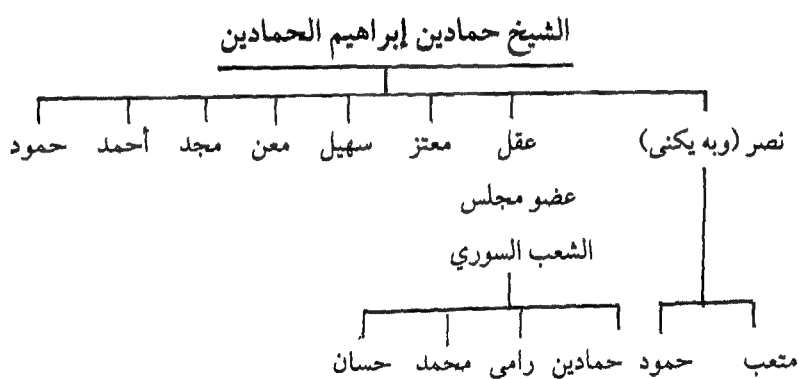 الشيخ حمادين إبراهيم الحمادين
نصر (وبه يكنى) عقل معتز سهيل معن مجد أحمد حمود
عضو مجلس
الشعب السوري
متعب حمود حمادين رامي محمد حسان